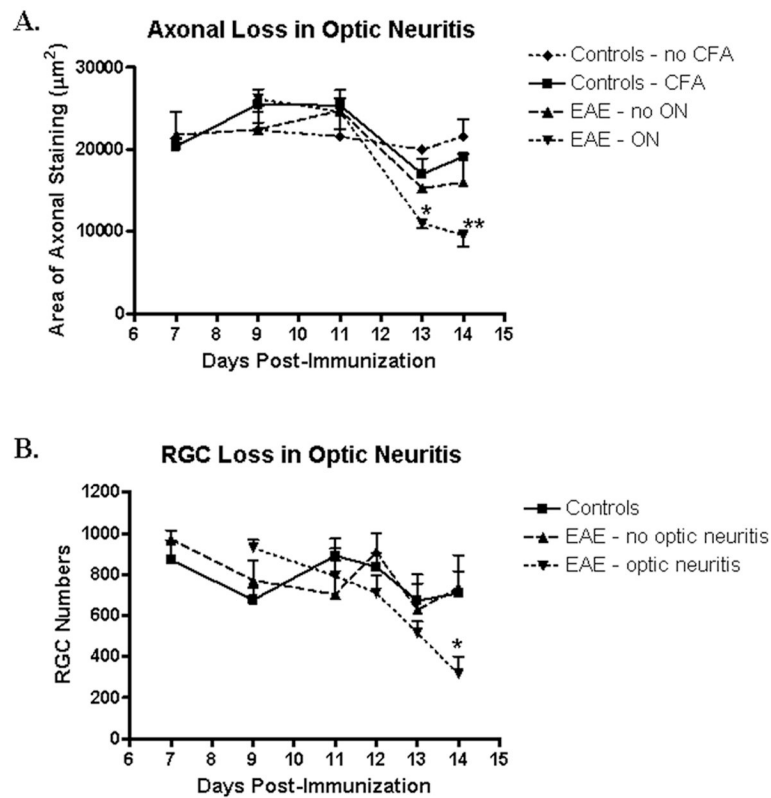 A.
Axonal Loss in Optic Neuritis
Area of Axonal Staining (μm²)
30000
20000
10000
0
6 7 8 9 10 11 12 13 14 15
Days Post-Immunization
* **
Controls - no CFA
Controls - CFA
EAE - no ON
EAE - ON
B.
RGC Loss in Optic Neuritis
RGC Numbers
1200
1000
800
600
400
200
0
6 7 8 9 10 11 12 13 14 15
Days Post-Immunization
*
Controls
EAE - no optic neuritis
EAE - optic neuritis